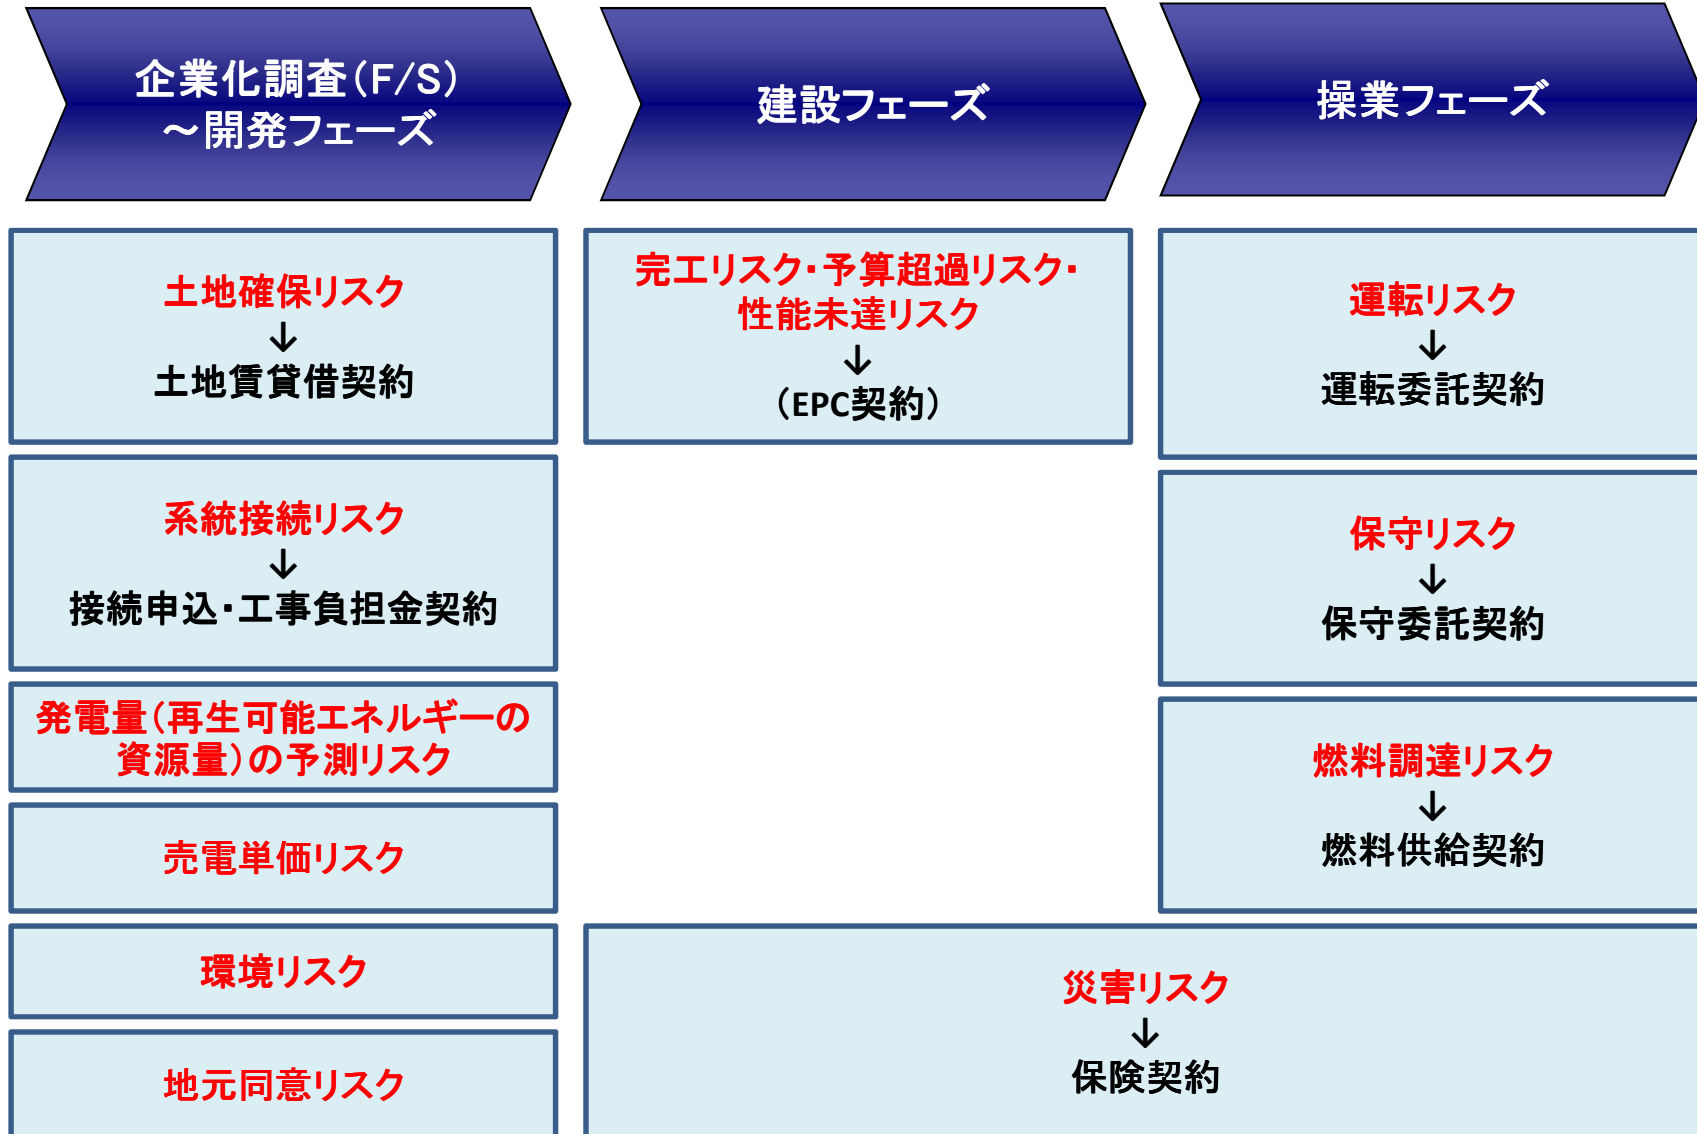 企業化調査(F/S)
～開発フェーズ
建設フェーズ
操業フェーズ
土地確保リスク
↓
土地賃貸借契約
系統接続リスク
↓
接続申込・工事負担金契約
発電量(再生可能エネルギーの
資源量)の予測リスク
売電単価リスク
環境リスク
地元同意リスク
完工リスク・予算超過リスク・
性能未達リスク
↓
(EPC契約)
運転リスク
↓
運転委託契約
保守リスク
↓
保守委託契約
燃料調達リスク
↓
燃料供給契約
災害リスク
↓
保険契約